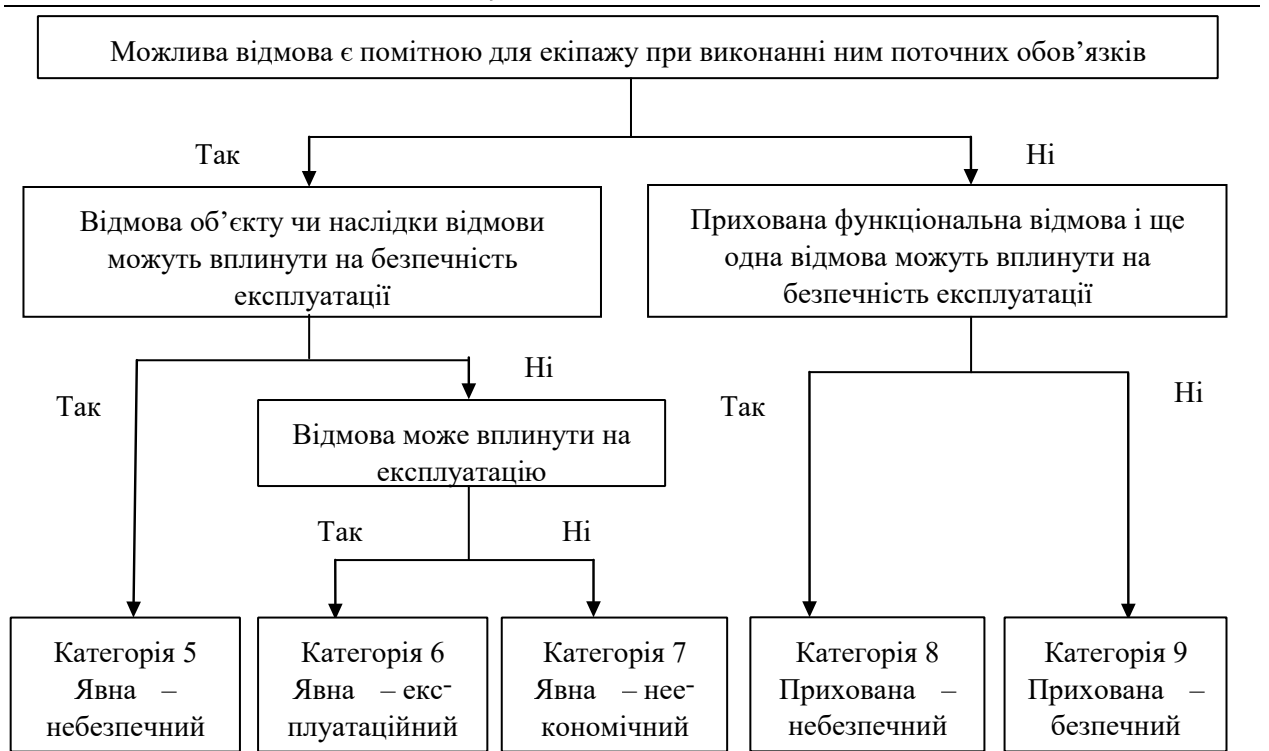 Можлива відмова є помітною для екіпажу при виконанні ним поточних обов’язків
Так
Ні
Відмова об’єкту чи наслідки відмови
можуть вплинути на безпечність
експлуатації
Прихована функціональна відмова і ще
одна відмова можуть вплинути на
безпечність експлуатації
Так
Ні
Відмова може вплинути на
експлуатацію
Так
Ні
Так
Ні
Категорія 5
Явна –
небезпечний
Категорія 6
Явна – екс-
плуатаційний
Категорія 7
Явна – нее-
кономічний
Категорія 8
Прихована –
небезпечний
Категорія 9
Прихована –
безпечний